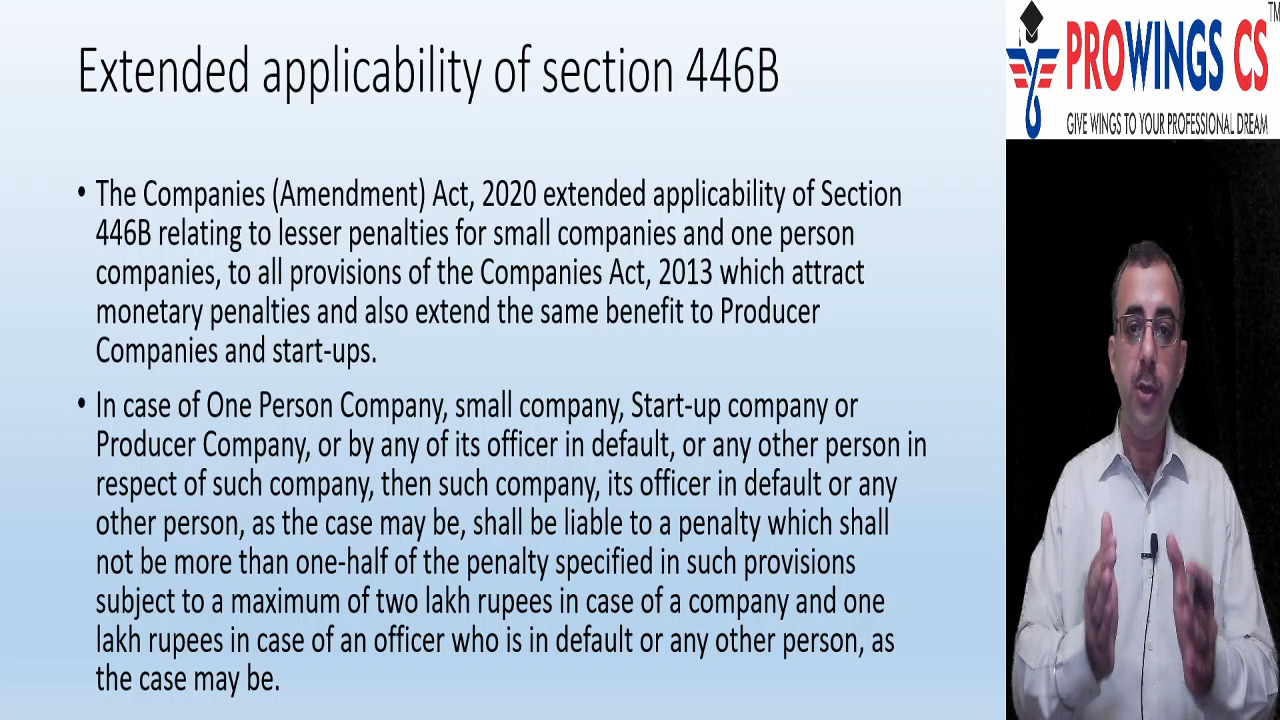 Extended applicability of section 446B
• The Companies (Amendment) Act, 2020 extended applicability of Section
446B relating to lesser penalties for small companies and one person
companies, to all provisions of the Companies Act, 2013 which attract
monetary penalties and also extend the same benefit to Producer
Companies and start-ups.
• In case of One Person Company, small company, Start-up company or
Producer Company, or by any of its officer in default, or any other person in
respect of such company, then such company, its officer in default or any
other person, as the case may be, shall be liable to a penalty which shall
not be more than one-half of the penalty specified in such provisions
subject to a maximum of two lakh rupees in case of a company and one
lakh rupees in case of an officer who is in default or any other person, as
the case may be.
TM
PROWINGS CS
GIVE WINGS TO YOUR PROFESSIONAL DREAM